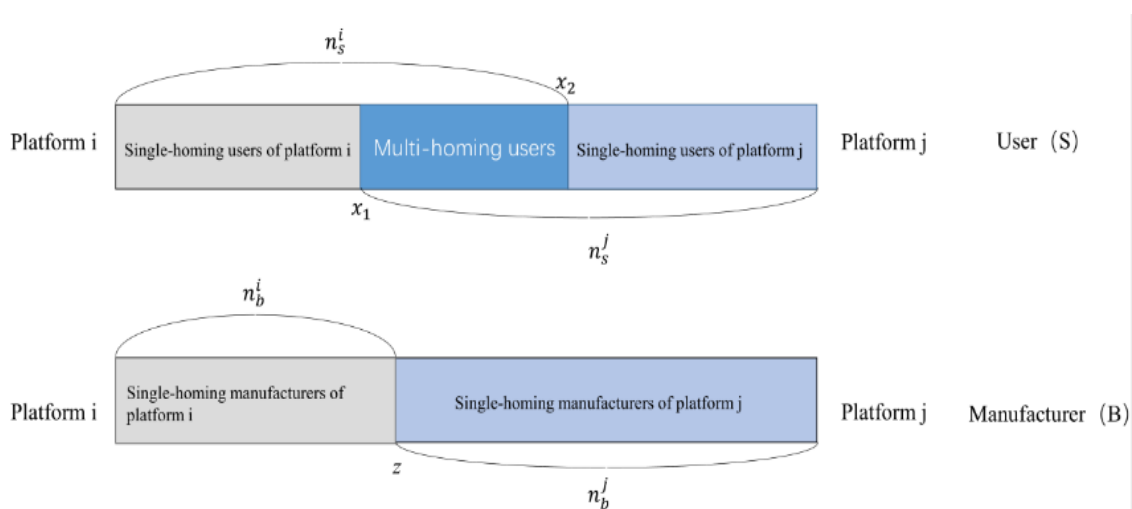 n_s^i
x_2
Platform i Single-homing users of platform i Multi-homing users Single-homing users of platform j Platform j User（S）
x_1
n_s^j
n_b^i
Single-homing manufacturers of
platform i
Platform i Single-homing manufacturers of platform j Platform j Manufacturer（B）
z
n_b^j